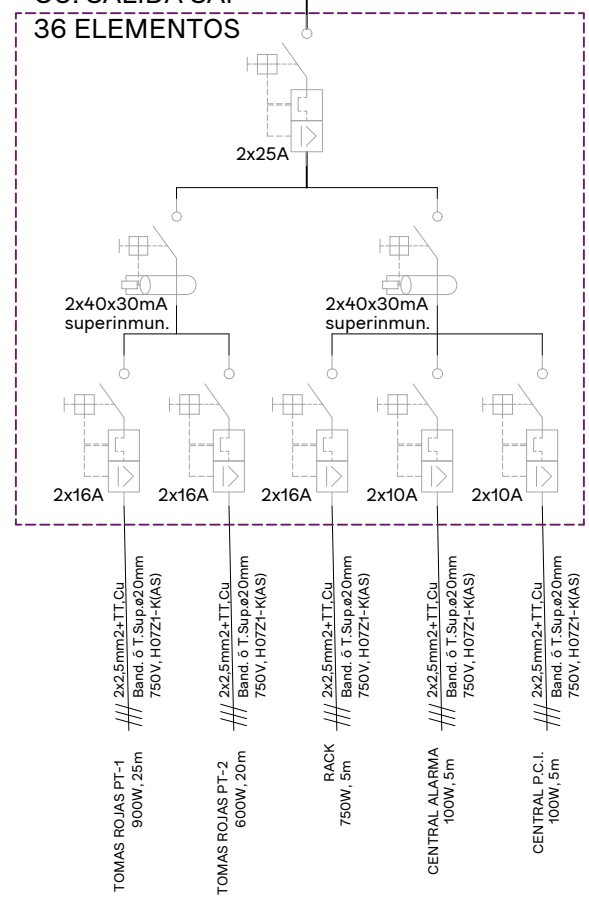 36 ELEMENTOS
2x25A
2x40x30mA
superinmun.
2x40x30mA
superinmun.
2x16A
2x16A
2x16A
2x10A
2x10A
2x2,5mm2+TT,Cu
Band. ó T.Sup.ø20mm
750V, H07Z1-K(AS)
2x2,5mm2+TT,Cu
Band. ó T.Sup.ø20mm
750V, H07Z1-K(AS)
2x2,5mm2+TT,Cu
Band. ó T.Sup.ø20mm
750V, H07Z1-K(AS)
2x2,5mm2+TT,Cu
Band. ó T.Sup.ø20mm
750V, H07Z1-K(AS)
2x2,5mm2+TT,Cu
Band. ó T.Sup.ø20mm
750V, H07Z1-K(AS)
TOMAS ROJAS PT-1
900W, 25m
TOMAS ROJAS PT-2
600W, 20m
RACK
750W, 5m
CENTRAL ALARMA
100W, 5m
CENTRAL P.C.I.
100W, 5m